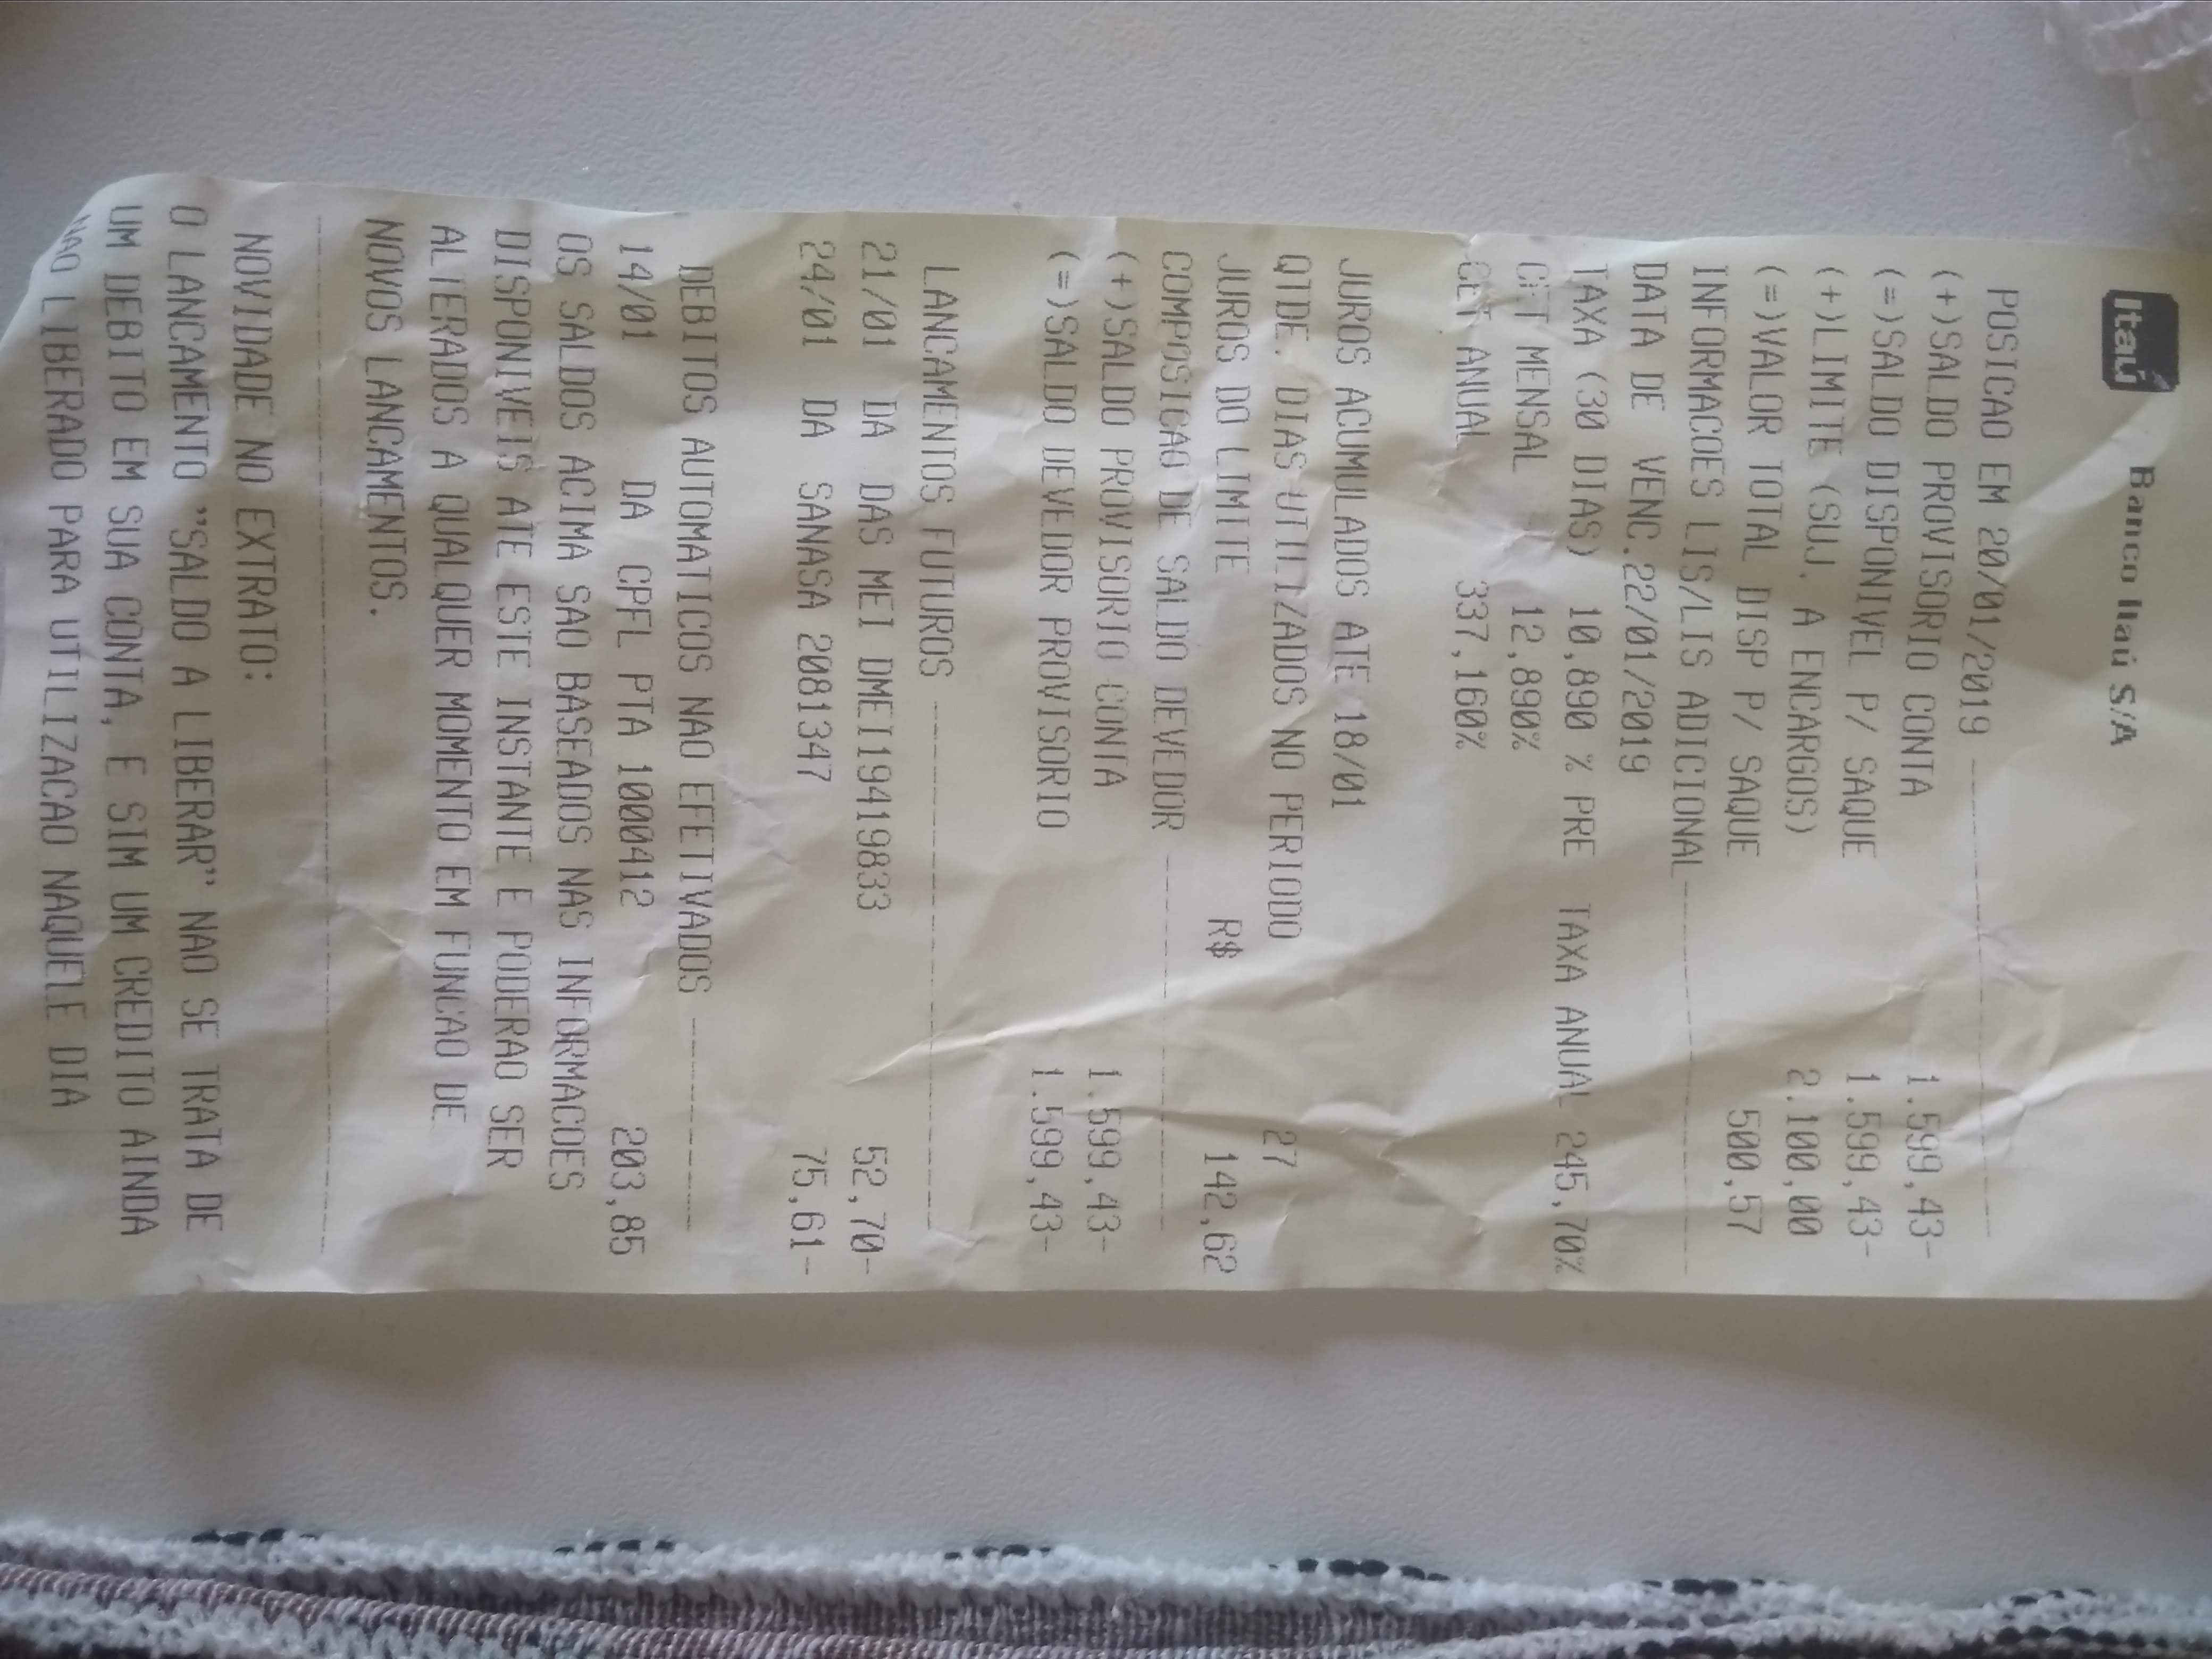 Itaú Banco Itaú S/A
POSICAO EM 20/01/2019
(+)SALDO PROVISORIO CONTA 1.599,43-
(=)SALDO DISPONIVEL P/ SAQUE 1.599,43-
(+)LIMITE (SUJ. A ENCARGOS) 2.100,00
(=)VALOR TOTAL DISP P/ SAQUE 500,57
INFORMACOES LIS/LIS ADICIONAL
DATA DE VENC.22/01/2019
TAXA (30 DIAS) 10,890 % PRE TAXA ANUAL 245,70%
CET MENSAL 12,890%
CET ANUAL 337,160%
JUROS ACUMULADOS ATE 18/01
QTDE. DIAS UTILIZADOS NO PERIODO 27
JUROS DO LIMITE R$ 142,62
COMPOSICAO DE SALDO DEVEDOR
(+)SALDO PROVISORIO CONTA 1.599,43-
(=)SALDO DEVEDOR PROVISORIO 1.599,43-
LANCAMENTOS FUTUROS
21/01 DA DAS MEI DMEI19419833 52,70-
24/01 DA SANASA 2081347 75,61-
DEBITOS AUTOMATICOS NAO EFETIVADOS
14/01 DA CPFL PTA 1000412 203,85
OS SALDOS ACIMA SAO BASEADOS NAS INFORMACOES
DISPONIVEIS ATE ESTE INSTANTE E PODERAO SER
ALTERADOS A QUALQUER MOMENTO EM FUNCAO DE
NOVOS LANCAMENTOS.
NOVIDADE NO EXTRATO:
O LANCAMENTO "SALDO A LIBERAR" NAO SE TRATA DE
UM DEBITO EM SUA CONTA, E SIM UM CREDITO AINDA
NAO LIBERADO PARA UTILIZACAO NAQUELE DIA